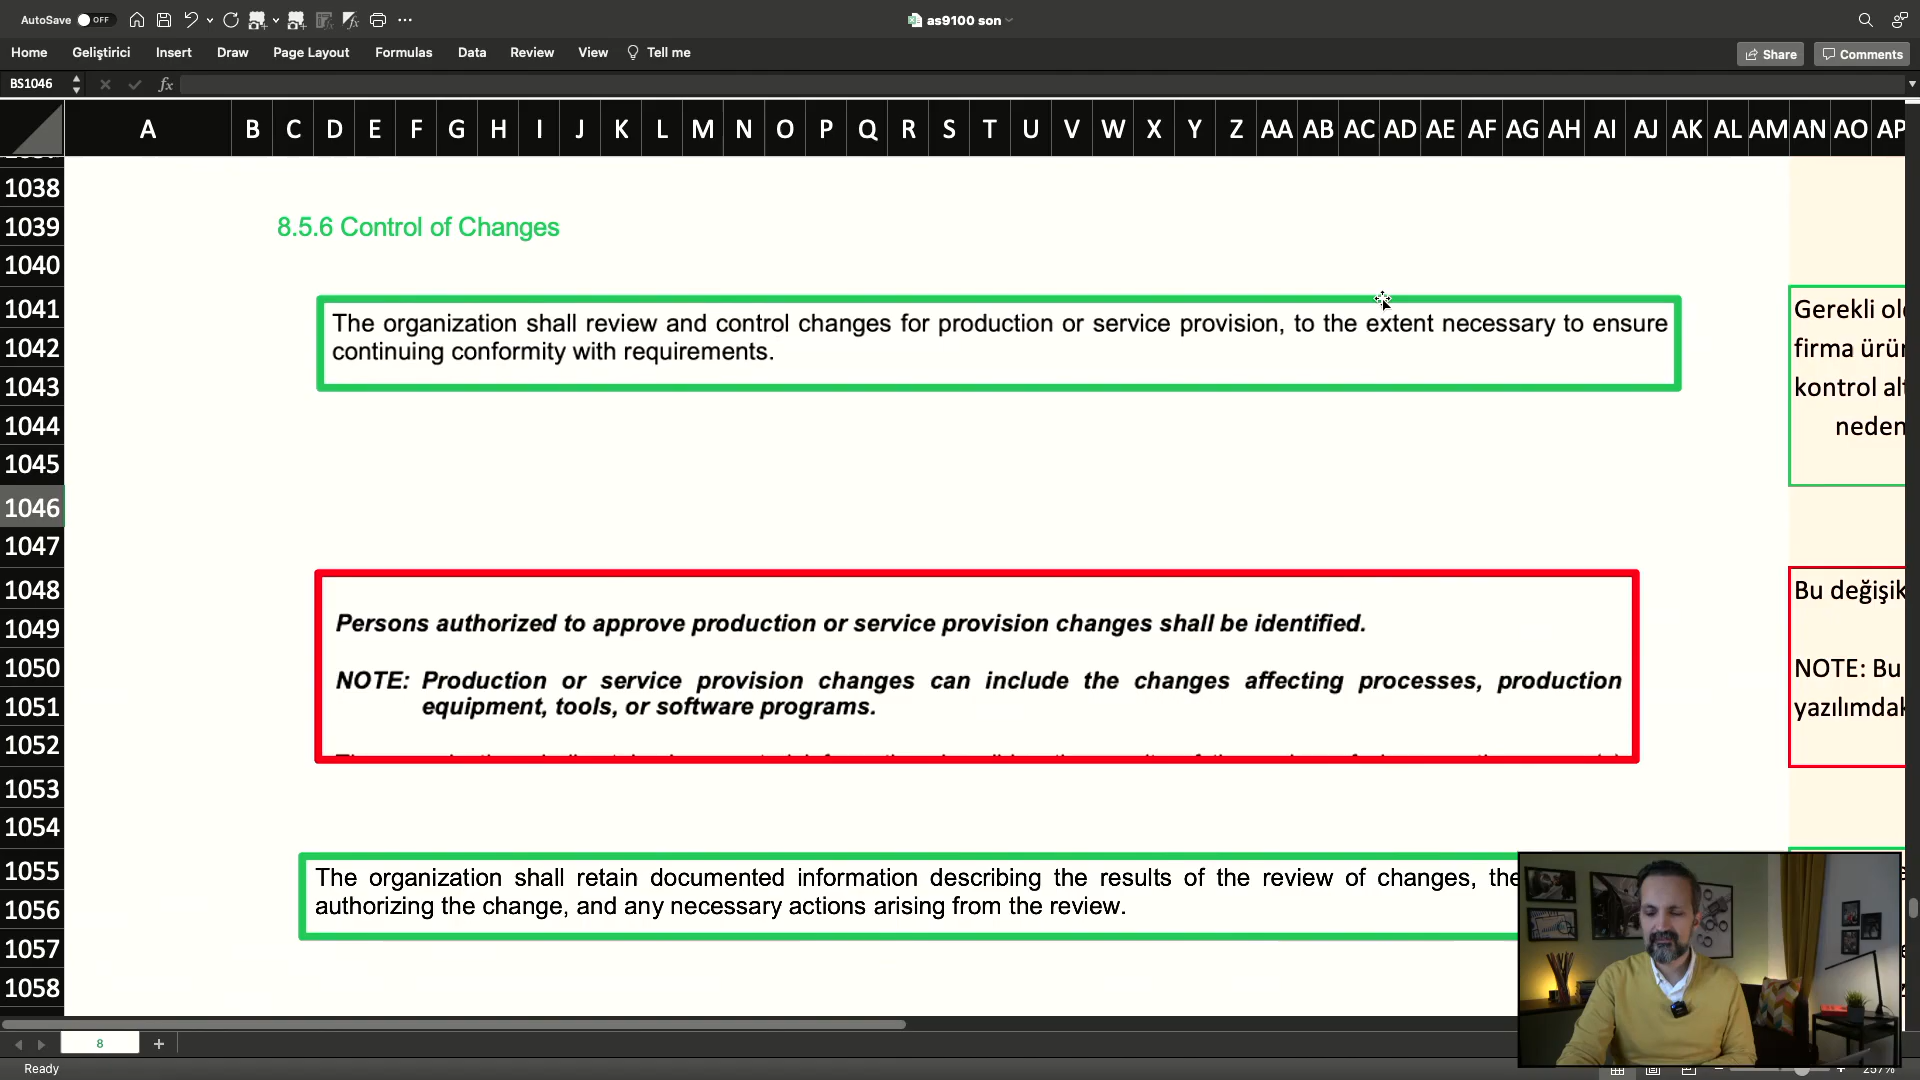 AutoSave OFF
as9100 son
Home Geliştirici Insert Draw Page Layout Formulas Data Review View Tell me
Share Comments
BS1046 fx
A B C D E F G H I J K L M N O P Q R S T U V W X Y Z AA AB AC AD AE AF AG AH AI AJ AK AL AM AN AO AP
1038
1039 8.5.6 Control of Changes
1040
1041 The organization shall review and control changes for production or service provision, to the extent necessary to ensure Gerekli
1042 continuing conformity with requirements. firma
1043 kontrol
1044
1045
1046
1047
1048 Bu
1049 Persons authorized to approve production or service provision changes shall be identified.
1050 NOTE: Production or service provision changes can include the changes affecting processes, production NOTE: Bu
1051 equipment, tools, or software programs.
1052
1053
1054
1055 The organization shall retain documented information describing the results of the review of changes, the
1056 authorizing the change, and any necessary actions arising from the review.
1057
1058
8
Ready 257%